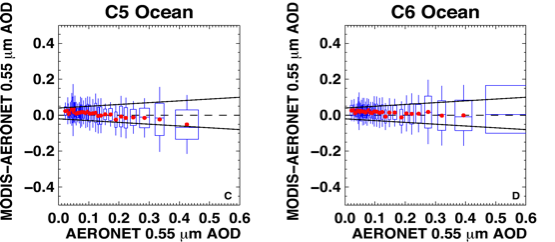 C5 Ocean
MODIS−AERONET 0.55 μm AOD
0.4
0.2
0.0
−0.2
−0.4
C
0.0 0.1 0.2 0.3 0.4 0.5 0.6
AERONET 0.55 μm AOD
C6 Ocean
MODIS−AERONET 0.55 μm AOD
0.4
0.2
0.0
−0.2
−0.4
D
0.0 0.1 0.2 0.3 0.4 0.5 0.6
AERONET 0.55 μm AOD